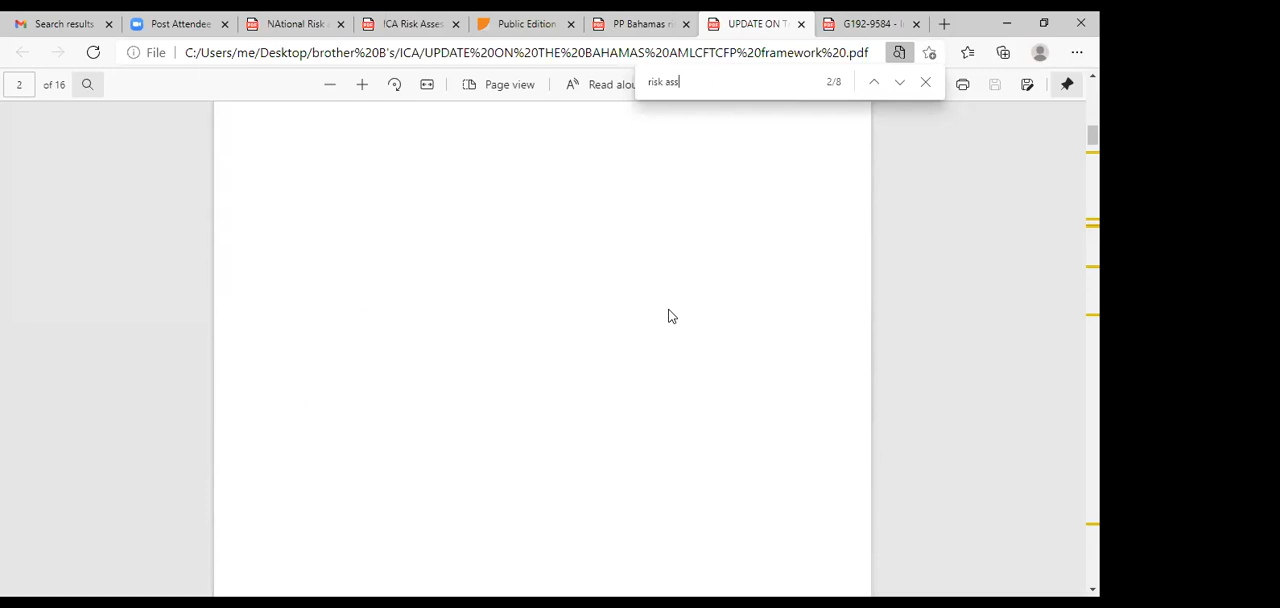 Search results
Post Attendee
NAtional Risk
ICA Risk Asses
Public Edition
PP Bahamas ri
UPDATE ON T
G192-9584 -
File
C:/Users/me/Desktop/brother%20B's/ICA/UPDATE%20ON%20THE%20BAHAMAS%20AMLCFTCFP%20framework%20.pdf
2
of 16
Page view
Read alou
risk ass
2/8